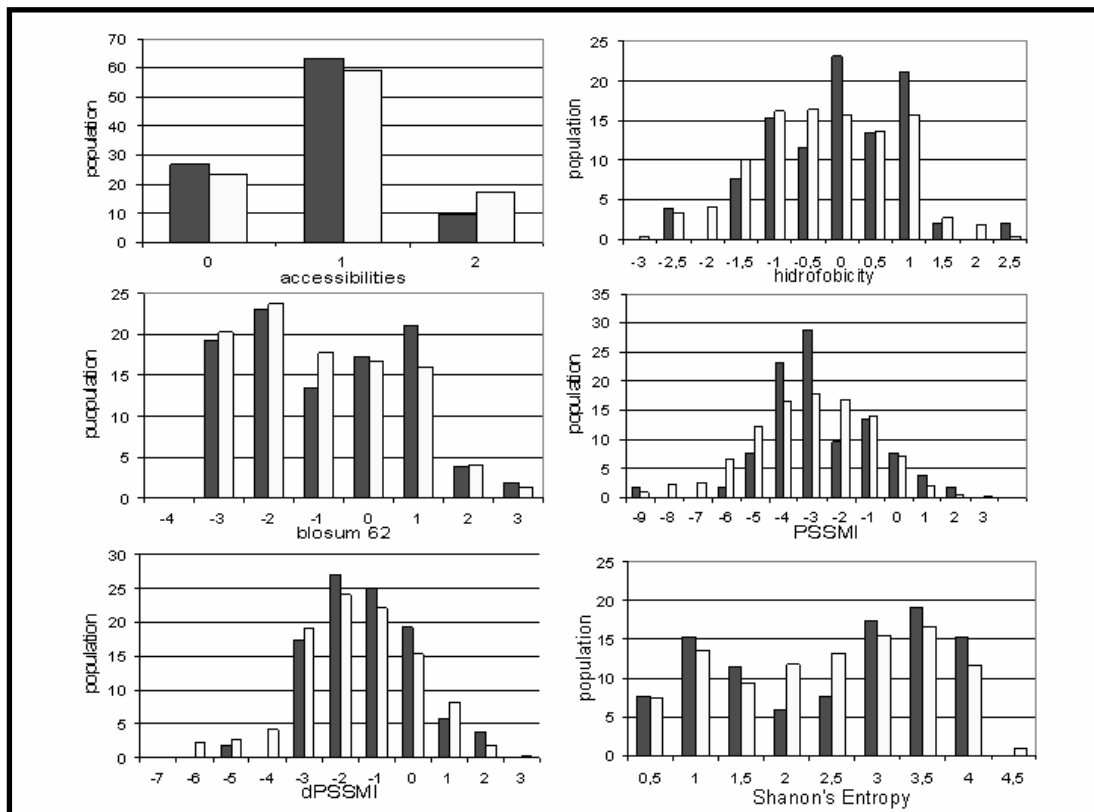 70
60
50
40
30
20
10
0
population
0 1 2
accessibilities
25
20
15
10
5
0
population
-3 -2,5 -2 -1,5 -1 -0,5 0 0,5 1 1,5 2 2,5
hidrofobicity
25
20
15
10
5
0
puopulation
-4 -3 -2 -1 0 1 2 3
blosum 62
35
30
25
20
15
10
5
0
population
-9 -8 -7 -6 -5 -4 -3 -2 -1 0 1 2 3
PSSMI
30
25
20
15
10
5
0
population
-7 -6 -5 -4 -3 -2 -1 0 1 2 3
dPSSMI
25
20
15
10
5
0
population
0,5 1 1,5 2 2,5 3 3,5 4 4,5
Shanon's Entropy